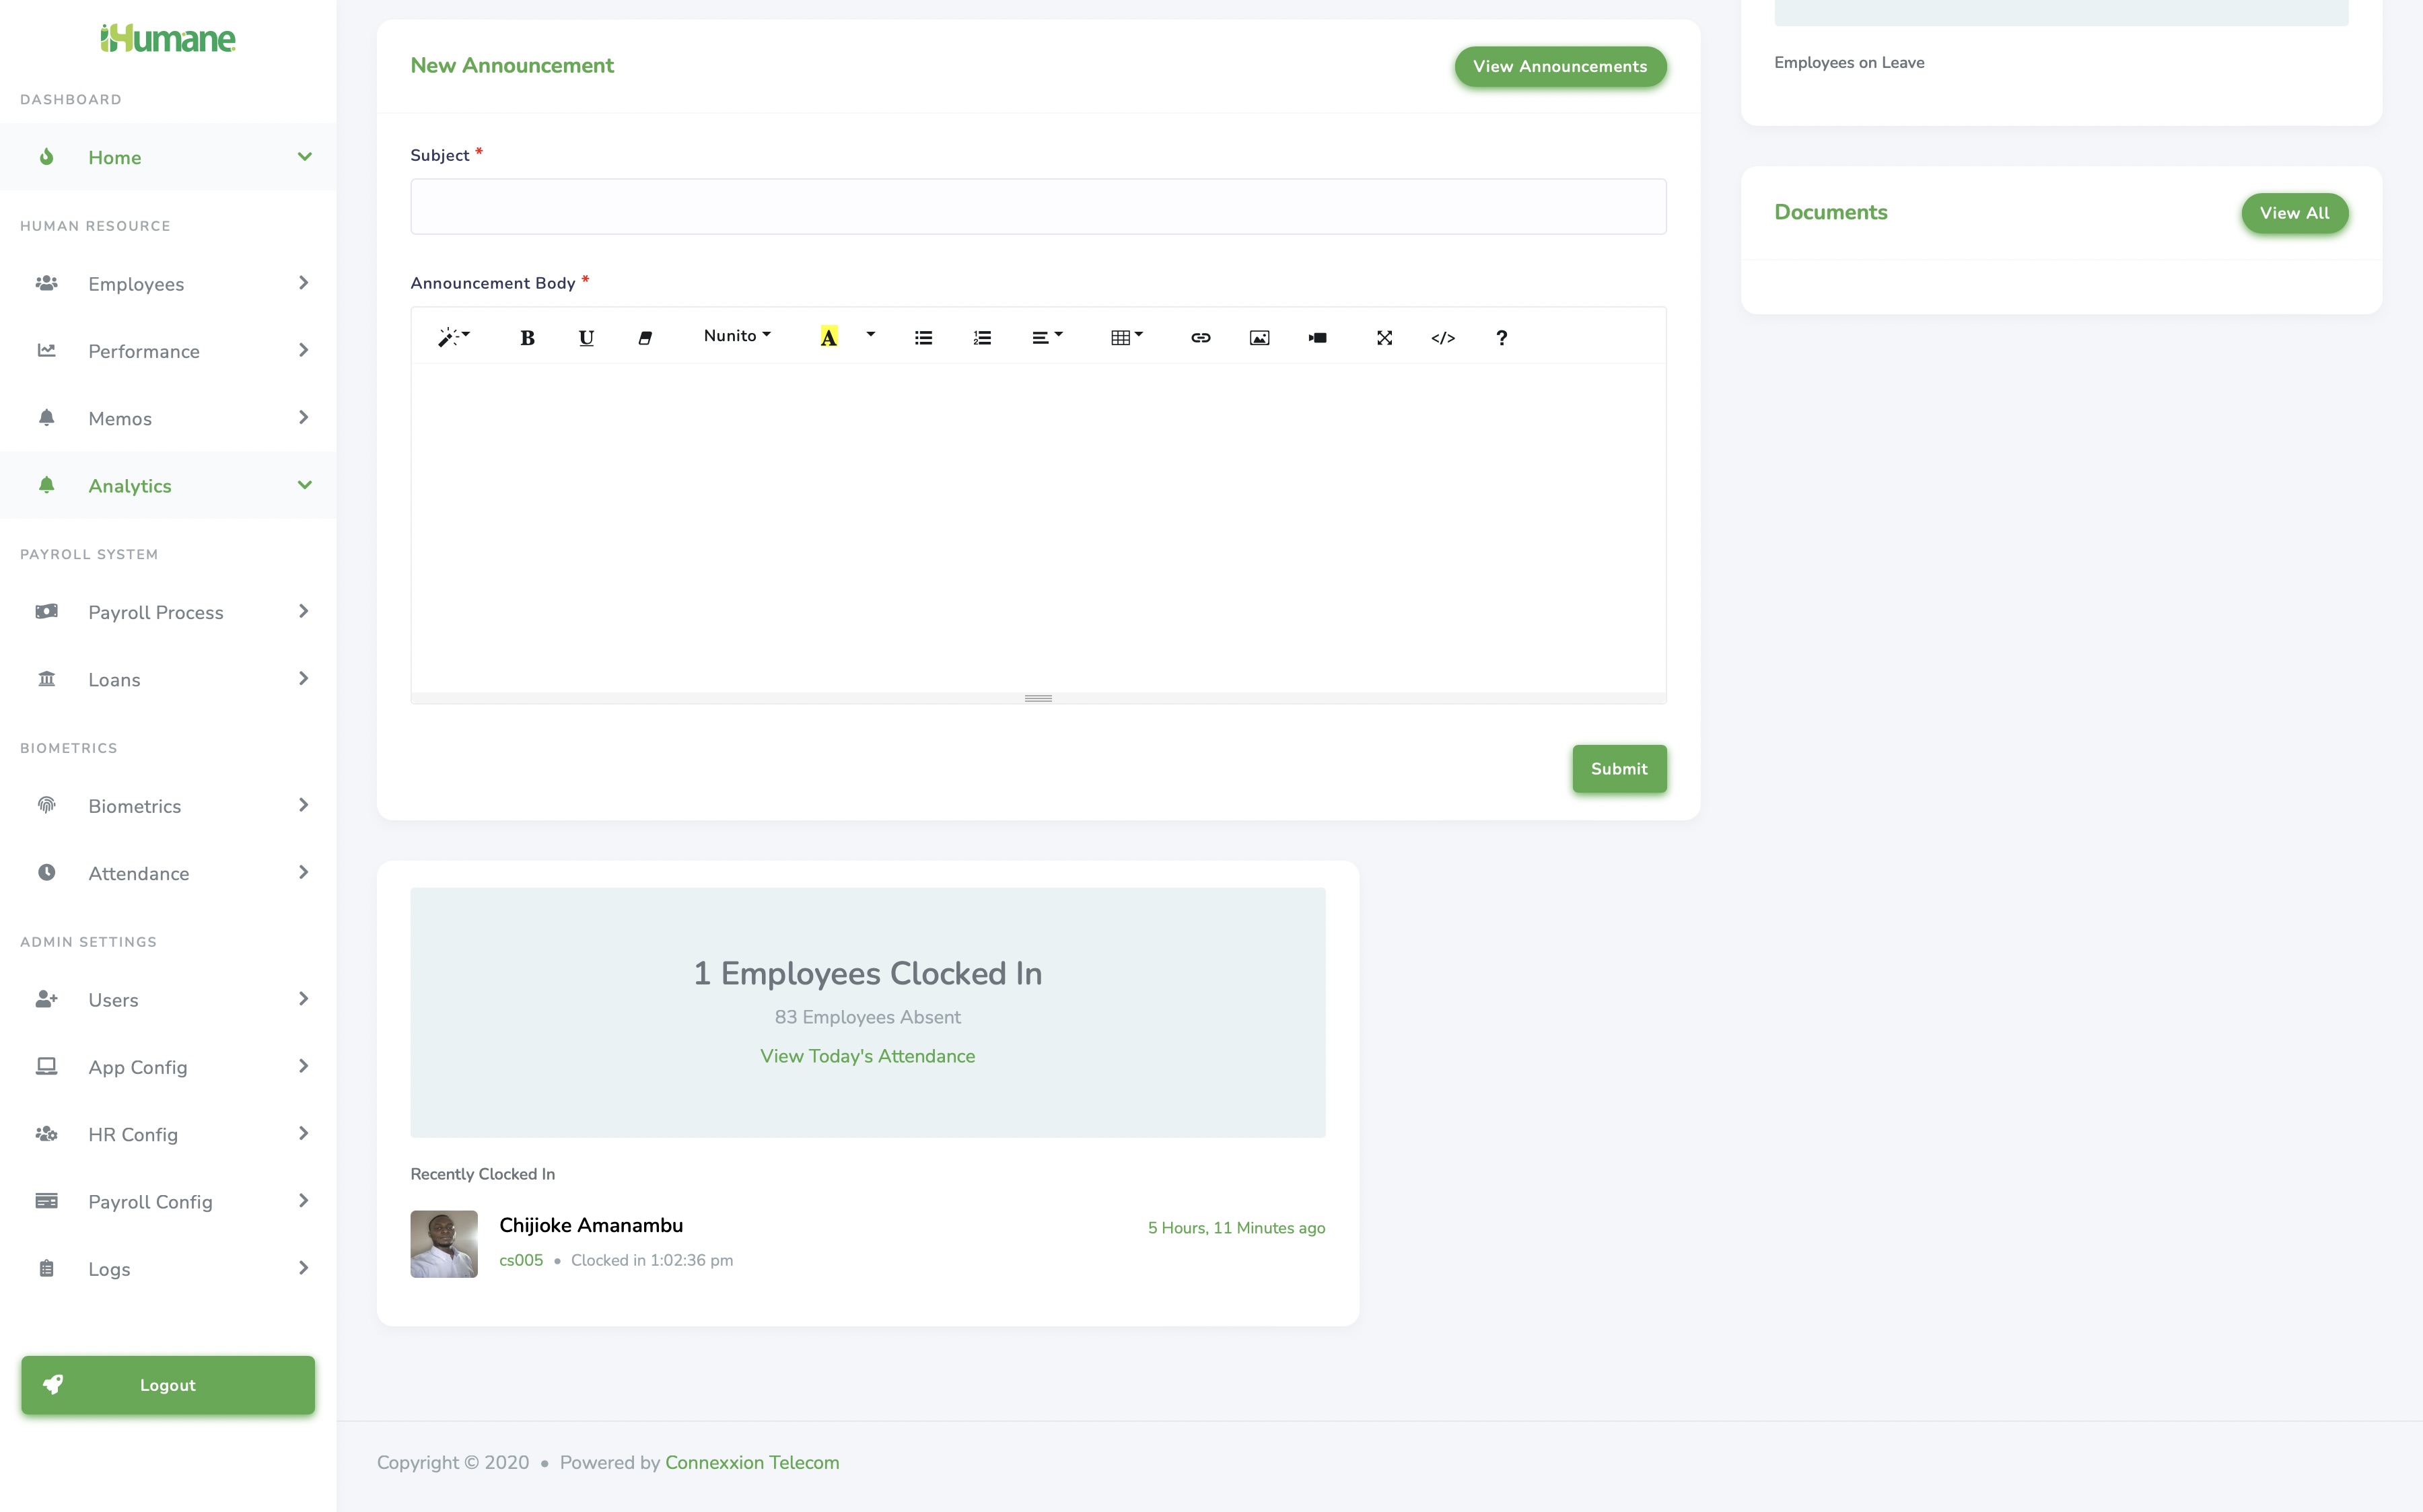 iHumane
DASHBOARD
Home
HUMAN RESOURCE
Employees
Performance
Memos
Analytics
PAYROLL SYSTEM
Payroll Process
Loans
BIOMETRICS
Biometrics
Attendance
ADMIN SETTINGS
Users
App Config
HR Config
Payroll Config
Logs
Logout
New Announcement
View Announcements
Subject *
Announcement Body *
B U Nunito A </> ?
Submit
1 Employees Clocked In
83 Employees Absent
View Today's Attendance
Recently Clocked In
Chijioke Amanambu
5 Hours, 11 Minutes ago
cs005 • Clocked in 1:02:36 pm
Employees on Leave
Documents
View All
Copyright © 2020 • Powered by Connexxion Telecom